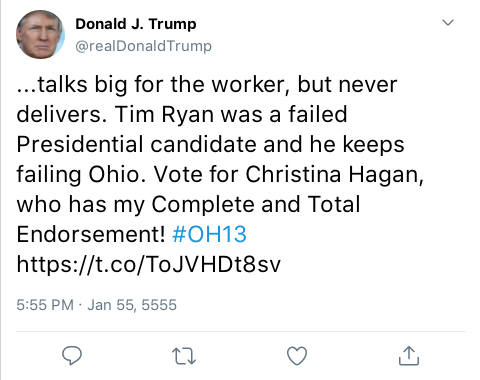 Donald J. Trump
@realDonaldTrump
...talks big for the worker, but never
delivers. Tim Ryan was a failed
Presidential candidate and he keeps
failing Ohio. Vote for Christina Hagan,
who has my Complete and Total
Endorsement! #OH13
https://t.co/ToJVHDt8sv
5:55 PM · Jan 55, 5555